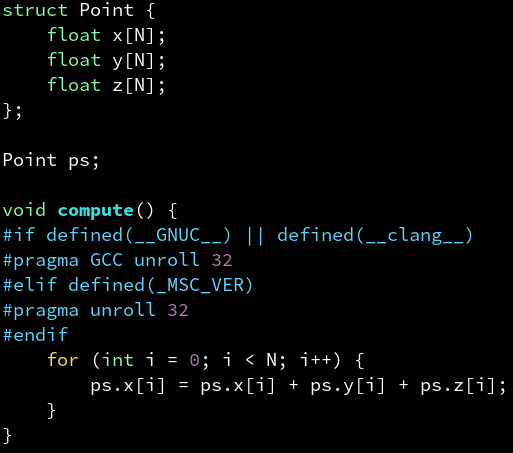 struct Point {
    float x[N];
    float y[N];
    float z[N];
};

Point ps;

void compute() {
#if defined(__GNUC__) || defined(__clang__)
#pragma GCC unroll 32
#elif defined(_MSC_VER)
#pragma unroll 32
#endif
    for (int i = 0; i < N; i++) {
        ps.x[i] = ps.x[i] + ps.y[i] + ps.z[i];
    }
}